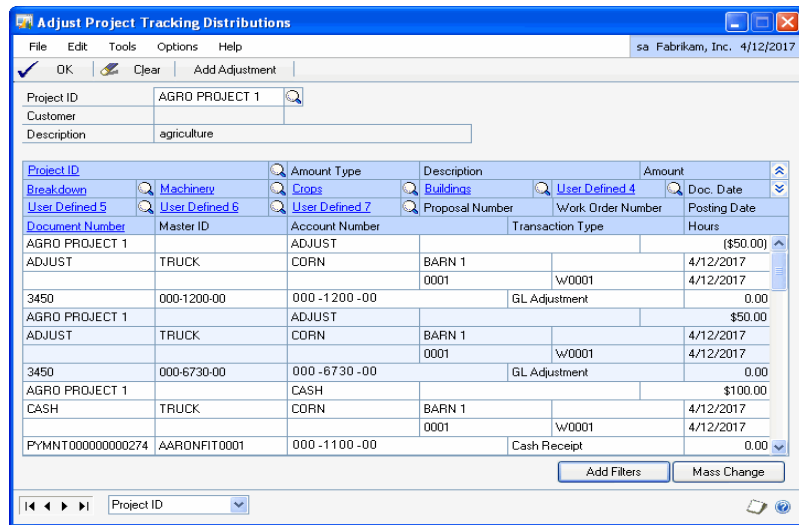 Adjust Project Tracking Distributions
File Edit Tools Options Help sa Fabrikam, Inc. 4/12/2017
OK Clear Add Adjustment
Project ID AGRO PROJECT 1
Customer
Description agriculture
Project ID Amount Type Description Amount
Breakdown Machinery Crops Buildings User Defined 4 Doc. Date
User Defined 5 User Defined 6 User Defined 7 Proposal Number Work Order Number Posting Date
Document Number Master ID Account Number Transaction Type Hours
AGRO PROJECT 1 ADJUST ($50.00)
ADJUST TRUCK CORN BARN 1 4/12/2017
0001 W0001 4/12/2017
3450 000-1200-00 000 -1200 -00 GL Adjustment 0.00
AGRO PROJECT 1 ADJUST $50.00
ADJUST TRUCK CORN BARN 1 4/12/2017
0001 W0001 4/12/2017
3450 000-6730-00 000 -6730 -00 GL Adjustment 0.00
AGRO PROJECT 1 CASH $100.00
CASH TRUCK CORN BARN 1 4/12/2017
0001 W0001 4/12/2017
PYMNT000000000274 AARONFIT0001 000 -1100 -00 Cash Receipt 0.00
Add Filters Mass Change
Project ID